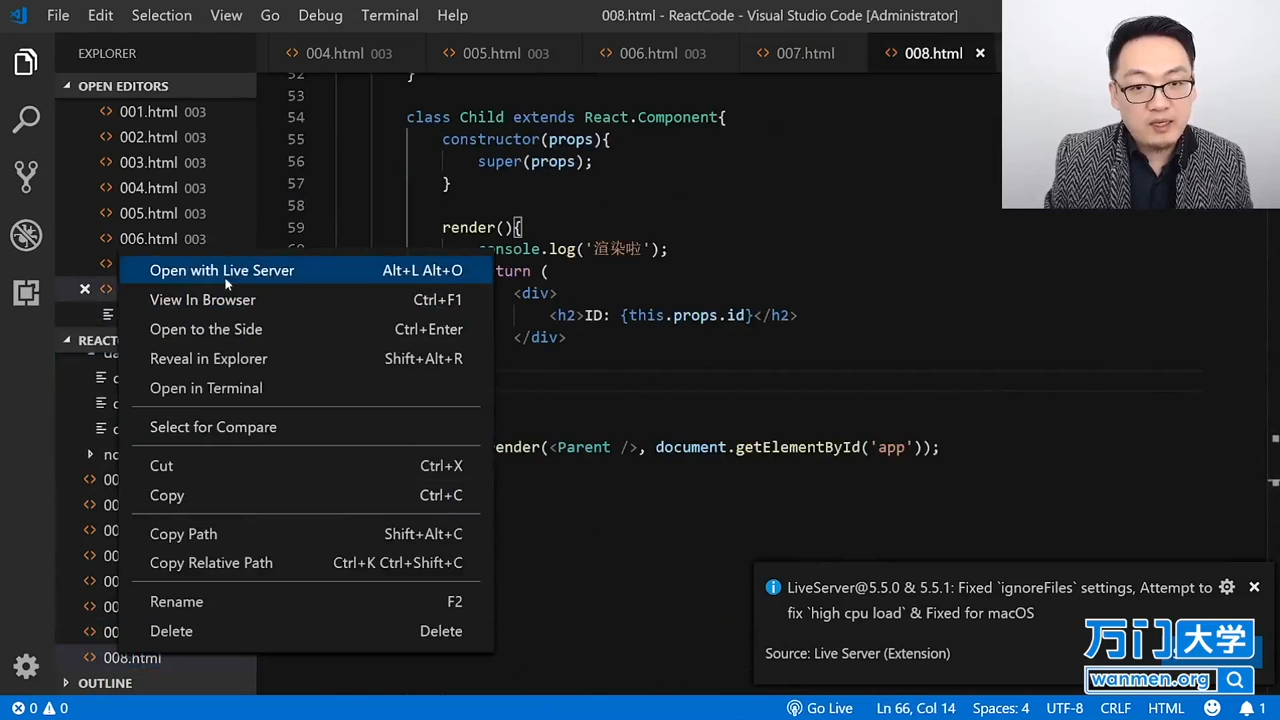 File Edit Selection View Go Debug Terminal Help 008.html - ReactCode - Visual Studio Code [Administrator]
EXPLORER
004.html 003 005.html 003 006.html 003 007.html 008.html
OPEN EDITORS
001.html 003
002.html 003
003.html 003
004.html 003
005.html 003
006.html 003
REACT
008.html
OUTLINE
Open with Live Server Alt+L Alt+O
View In Browser Ctrl+F1
Open to the Side Ctrl+Enter
Reveal in Explorer Shift+Alt+R
Open in Terminal
Select for Compare
Cut Ctrl+X
Copy Ctrl+C
Copy Path Shift+Alt+C
Copy Relative Path Ctrl+K Ctrl+Shift+C
Rename F2
Delete Delete
}
53
54 class Child extends React.Component{
55 constructor(props){
56 super(props);
57 }
58
59 render(){
onsole.log('渲染啦');
turn (
<div>
<h2>ID: {this.props.id}</h2>
</div>
ender(<Parent />, document.getElementById('app'));
LiveServer@5.5.0 & 5.5.1: Fixed `ignoreFiles` settings, Attempt to
fix `high cpu load` & Fixed for macOS
Source: Live Server (Extension)
万门大学
wanmen.org
0 0 Go Live Ln 66, Col 14 Spaces: 4 UTF-8 CRLF HTML 1